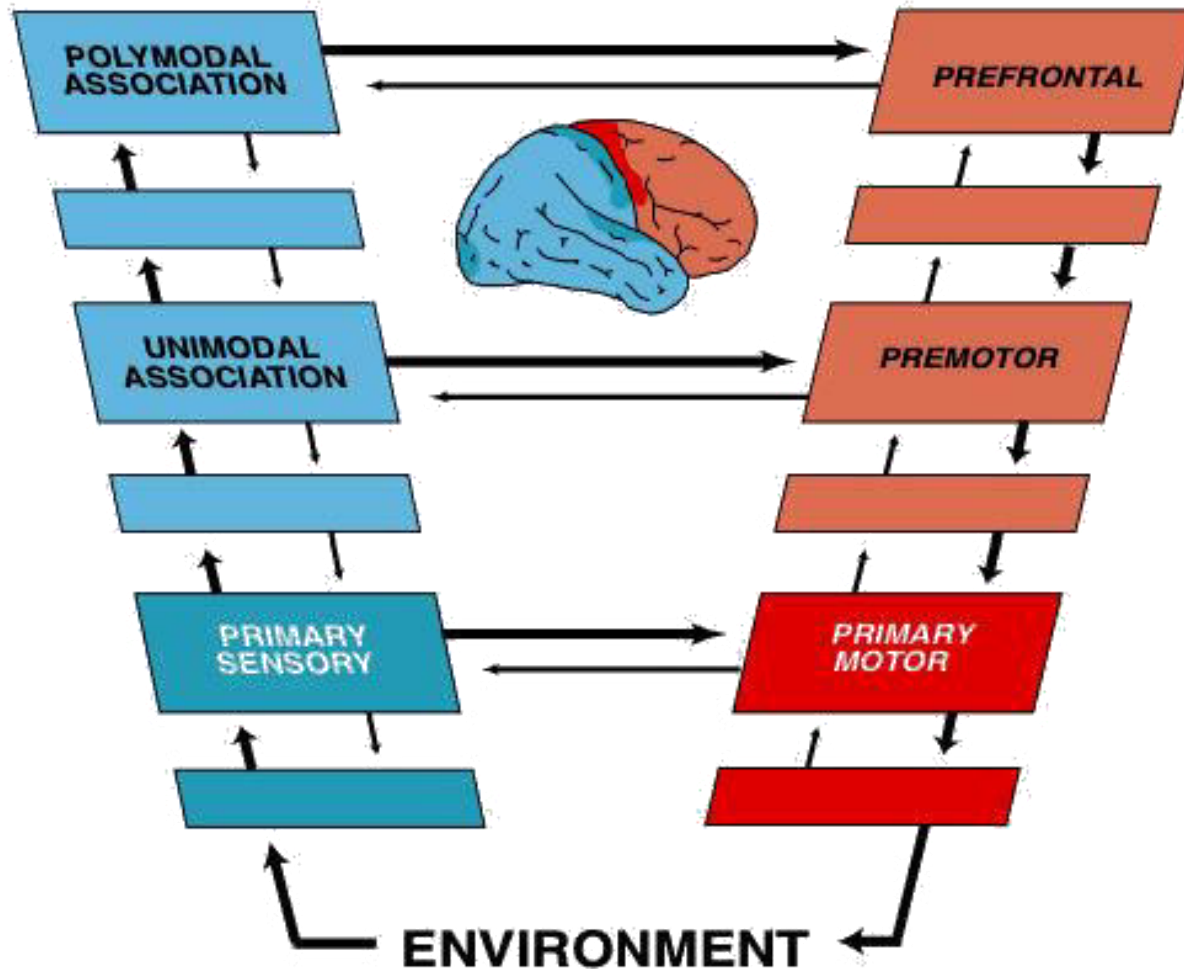 POLYMODAL
ASSOCIATION
PREFRONTAL
UNIMODAL
ASSOCIATION
PREMOTOR
PRIMARY
SENSORY
PRIMARY
MOTOR
ENVIRONMENT